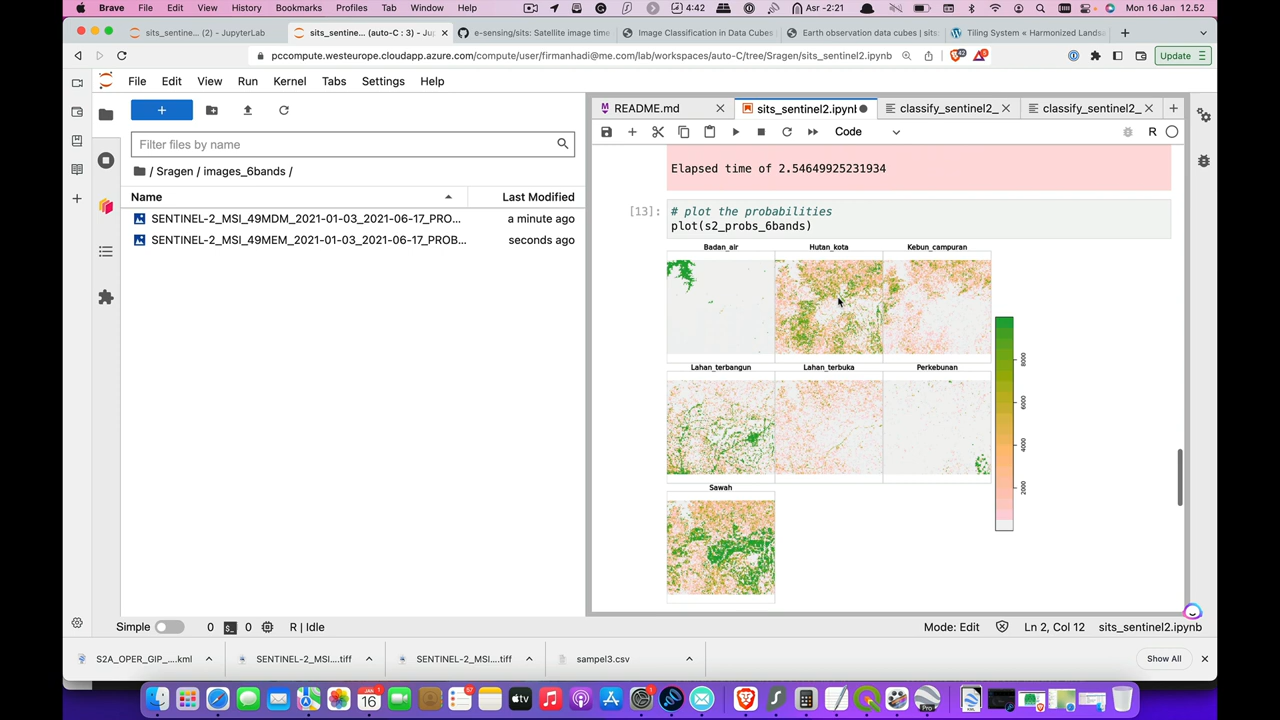 Brave File Edit View History Bookmarks Profiles Tab Window Help 4:42 Asr -2:21 Mon 16 Jan 12.52
sits_sentine... (2) - JupyterLab
sits_sentinel... (auto-C : 3) - Ju
e-sensing/sits: Satellite image time
Image Classification in Data Cubes
Earth observation data cubes | sits:
Tiling System « Harmonized Landsa
pccompute.westeurope.cloudapp.azure.com/compute/user/firmanhadi@me.com/lab/workspaces/auto-C/tree/Sragen/sits_sentinel2.ipynb
Update
File Edit View Run Kernel Tabs Settings Help
README.md
sits_sentinel2.ipynb
classify_sentinel2_
classify_sentinel2_
Filter files by name
Code
R
/ Sragen / images_6bands /
Name Last Modified
SENTINEL-2_MSI_49MDM_2021-01-03_2021-06-17_PRO... a minute ago
SENTINEL-2_MSI_49MEM_2021-01-03_2021-06-17_PROB... seconds ago
Elapsed time of 2.54649925231934
[13]: # plot the probabilities
plot(s2_probs_6bands)
Badan_air Hutan_kota Kebun_campuran
Lahan_terbangun Lahan_terbuka Perkebunan
Sawah
8000
6000
4000
2000
Simple 0 0 R | Idle
Mode: Edit Ln 2, Col 12 sits_sentinel2.ipynb
S2A_OPER_GIP_....kml
SENTINEL-2_MSI....tiff
SENTINEL-2_MSI....tiff
sampel3.csv
Show All